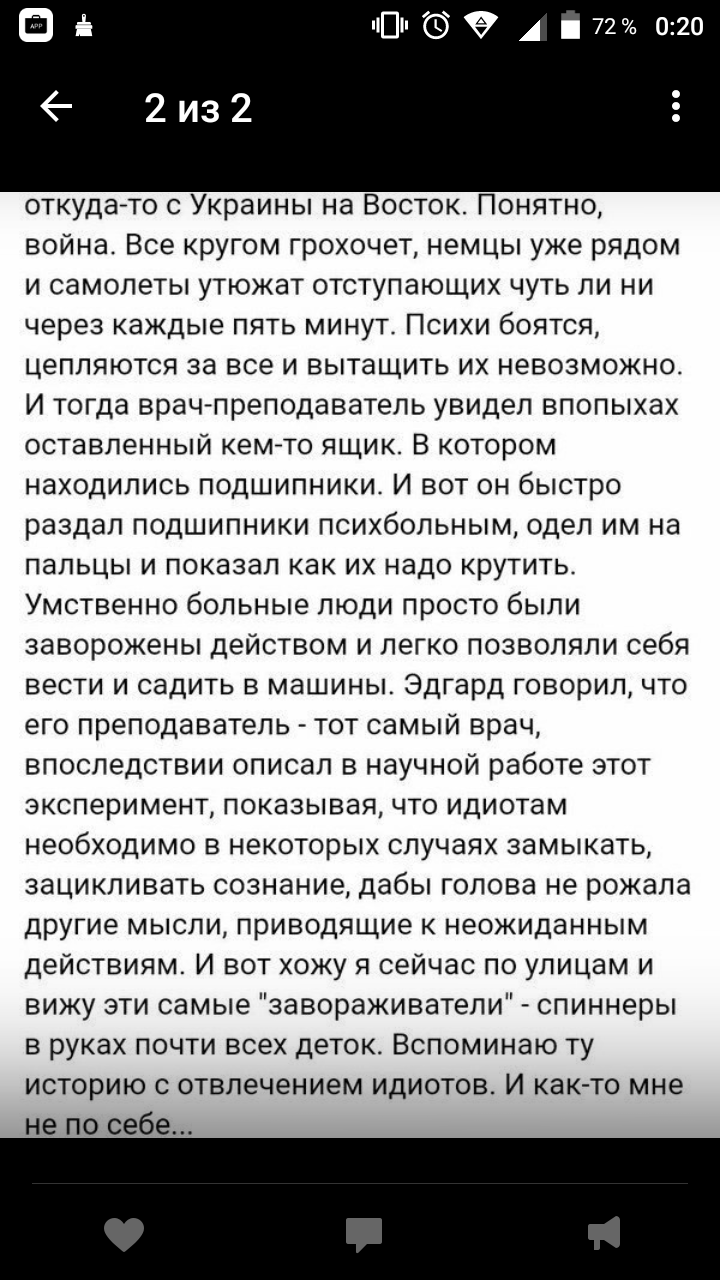 APP
72 %
0:20
2 из 2
откуда-то с Украины на Восток. Понятно,
война. Все кругом грохочет, немцы уже рядом
и самолеты утюжат отступающих чуть ли ни
через каждые пять минут. Психи боятся,
цепляются за все и вытащить их невозможно.
И тогда врач-преподаватель увидел впопыхах
оставленный кем-то ящик. В котором
находились подшипники. И вот он быстро
раздал подшипники психбольным, одел им на
пальцы и показал как их надо крутить.
Умственно больные люди просто были
заворожены действом и легко позволяли себя
вести и садить в машины. Эдгард говорил, что
его преподаватель - тот самый врач,
впоследствии описал в научной работе этот
эксперимент, показывая, что идиотам
необходимо в некоторых случаях замыкать,
зацикливать сознание, дабы голова не рожала
другие мысли, приводящие к неожиданным
действиям. И вот хожу я сейчас по улицам и
вижу эти самые "завораживатели" - спиннеры
в руках почти всех деток. Вспоминаю ту
историю с отвлечением идиотов. И как-то мне
не по себе...